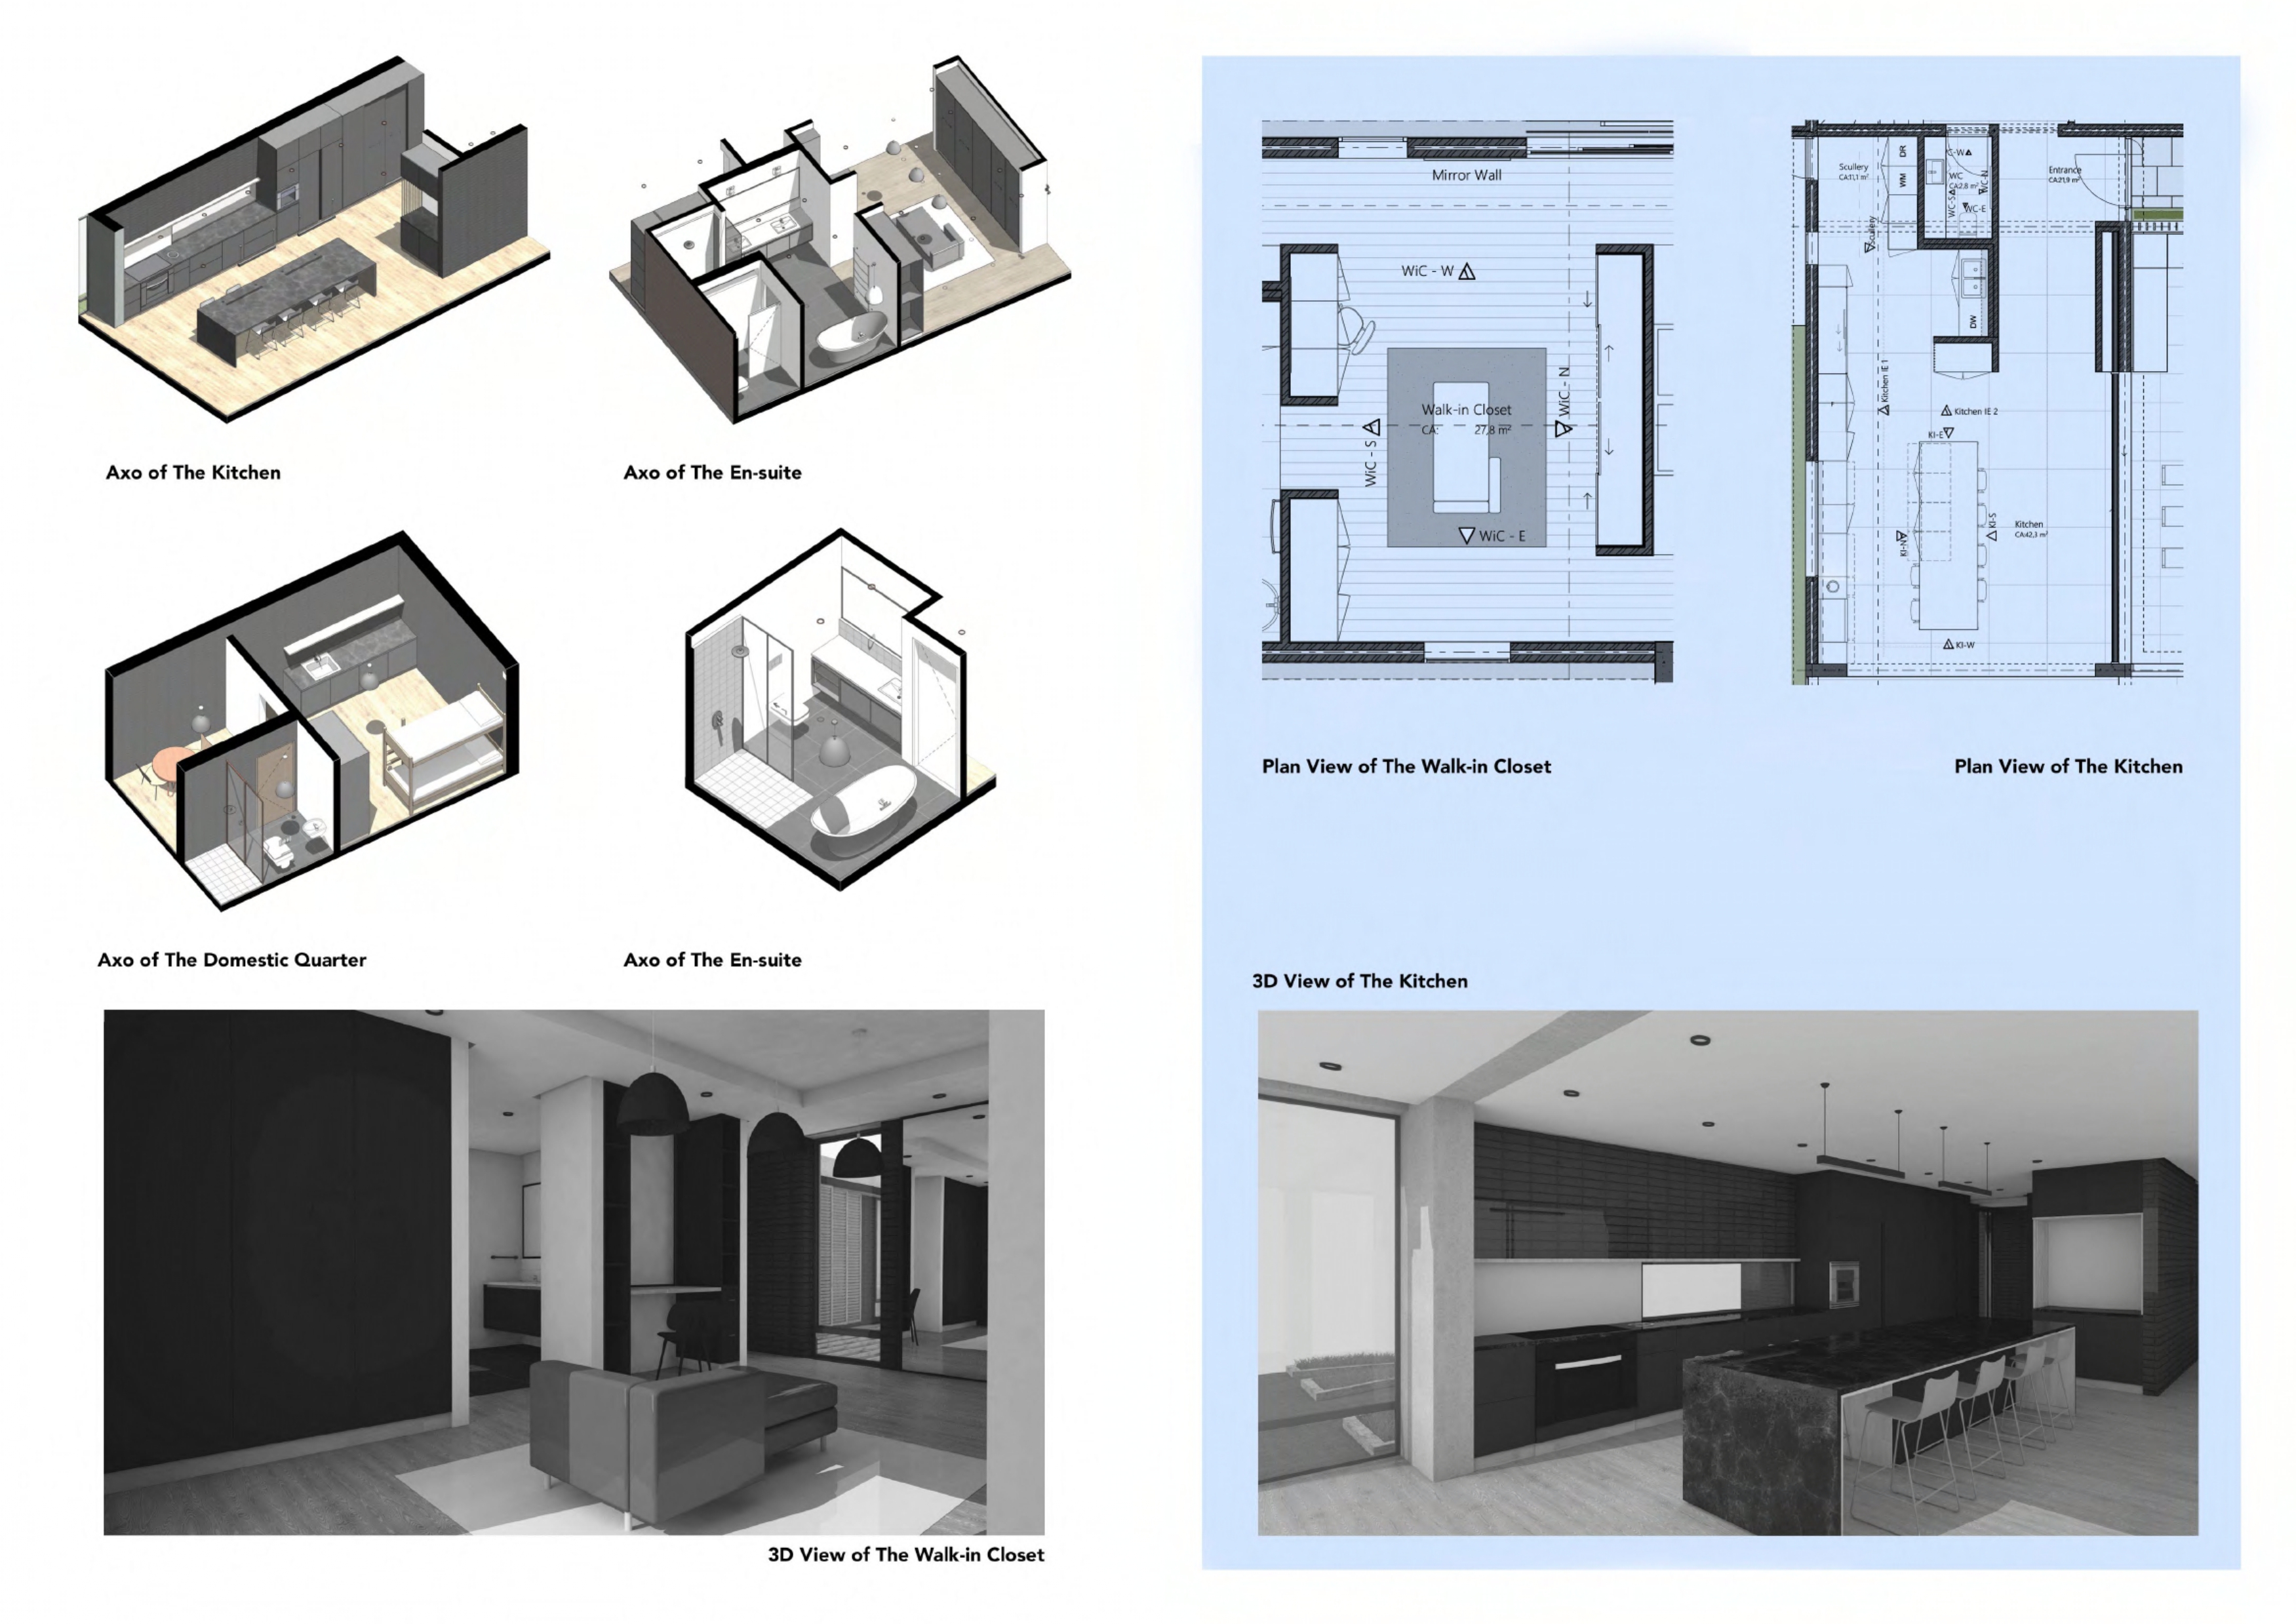 Axo of The Kitchen
Axo of The En-suite
Axo of The Domestic Quarter
Axo of The En-suite
3D View of The Walk-in Closet
Mirror Wall
WiC - W
WiC - S
Walk-in Closet
CA: 27,8 m²
WiC - N
WiC - E
Plan View of The Walk-in Closet
Scullery
CA:11,1 m²
DR
WM
C-W
WC
CA:2,8 m²
WC-N
WC-S
WC-E
Entrance
CA:21,9 m²
Scullery
DW
Kitchen IE 1
Kitchen IE 2
KI-E
KI-N
KI-S
Kitchen
CA:42,3 m²
KI-W
Plan View of The Kitchen
3D View of The Kitchen